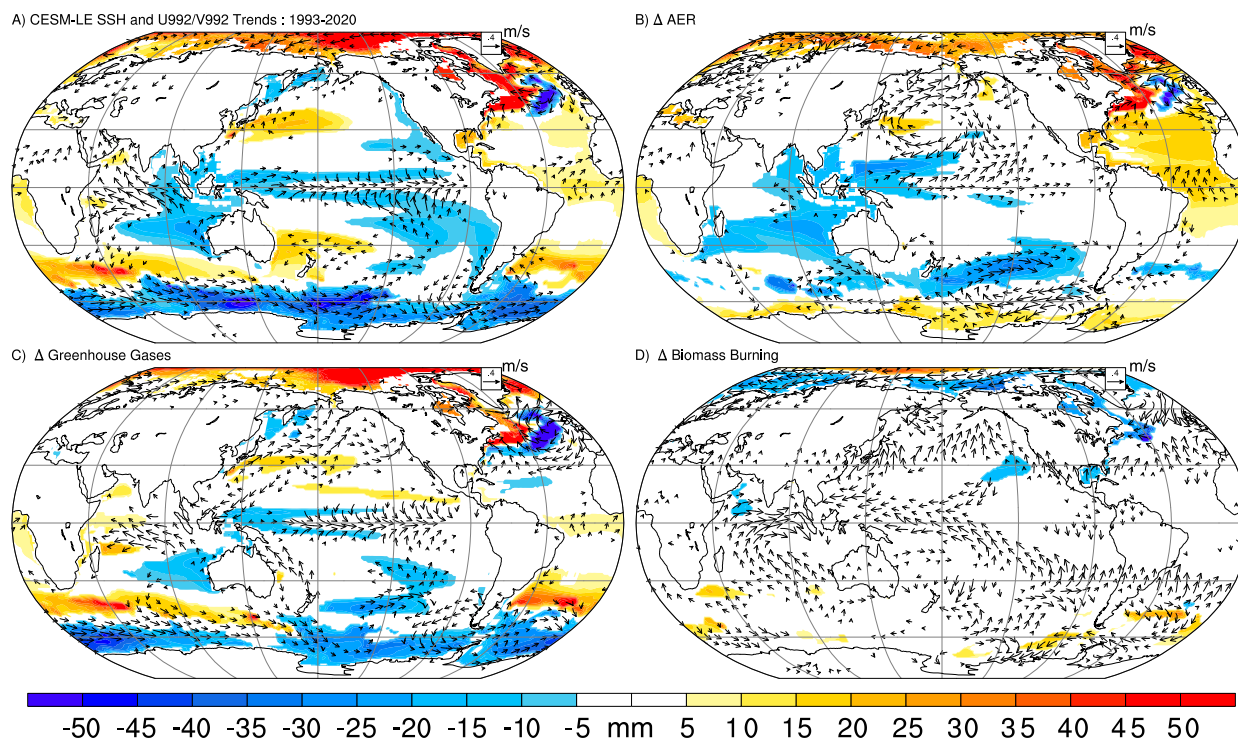 A) CESM-LE SSH and U992/V992 Trends : 1993-2020
.4
m/s
B) Δ AER
.4
m/s
C) Δ Greenhouse Gases
.4
m/s
D) Δ Biomass Burning
.4
m/s
-50 -45 -40 -35 -30 -25 -20 -15 -10 -5 mm 5 10 15 20 25 30 35 40 45 50